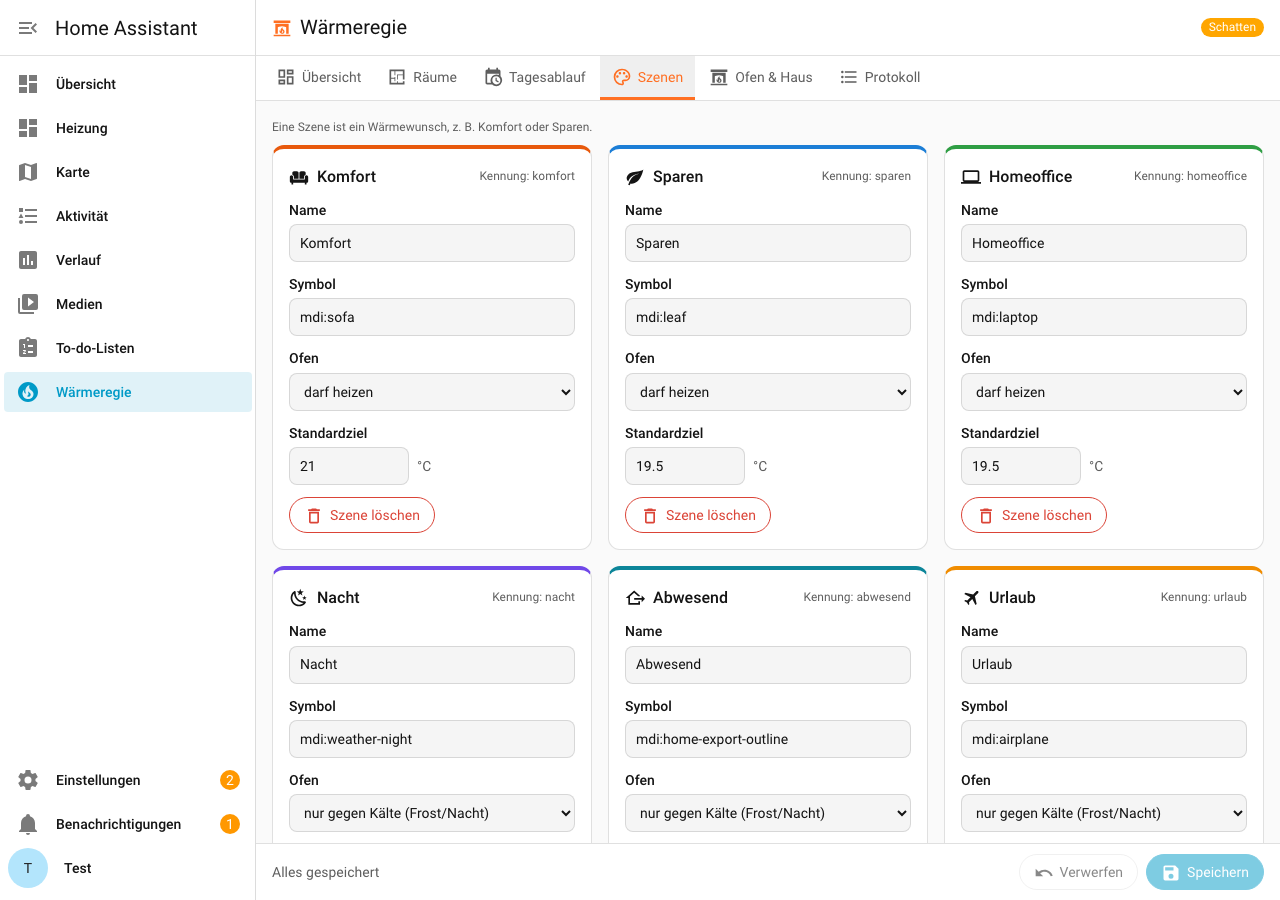 Home Assistant
Wärmeregie
Schatten
Übersicht
Heizung
Karte
Aktivität
Verlauf
Medien
To-do-Listen
Wärmeregie
Einstellungen 2
Benachrichtigungen 1
T Test
Übersicht Räume Tagesablauf Szenen Ofen & Haus Protokoll
Eine Szene ist ein Wärmewunsch, z. B. Komfort oder Sparen.
Komfort Kennung: komfort
Name
Komfort
Symbol
mdi:sofa
Ofen
darf heizen
Standardziel
21 °C
Szene löschen
Sparen Kennung: sparen
Name
Sparen
Symbol
mdi:leaf
Ofen
darf heizen
Standardziel
19.5 °C
Szene löschen
Homeoffice Kennung: homeoffice
Name
Homeoffice
Symbol
mdi:laptop
Ofen
darf heizen
Standardziel
19.5 °C
Szene löschen
Nacht Kennung: nacht
Name
Nacht
Symbol
mdi:weather-night
Ofen
nur gegen Kälte (Frost/Nacht)
Abwesend Kennung: abwesend
Name
Abwesend
Symbol
mdi:home-export-outline
Ofen
nur gegen Kälte (Frost/Nacht)
Urlaub Kennung: urlaub
Name
Urlaub
Symbol
mdi:airplane
Ofen
nur gegen Kälte (Frost/Nacht)
Alles gespeichert
Verwerfen
Speichern